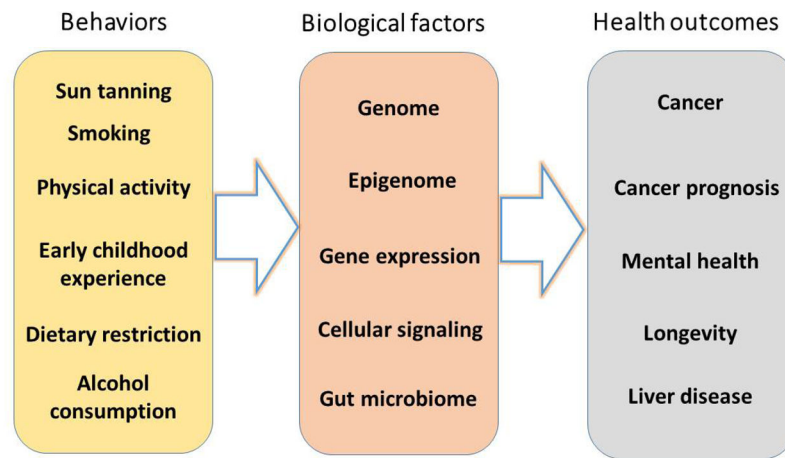 Behaviors
Sun tanning
Smoking
Physical activity
Early childhood
experience
Dietary restriction
Alcohol
consumption
Biological factors
Genome
Epigenome
Gene expression
Cellular signaling
Gut microbiome
Health outcomes
Cancer
Cancer prognosis
Mental health
Longevity
Liver disease